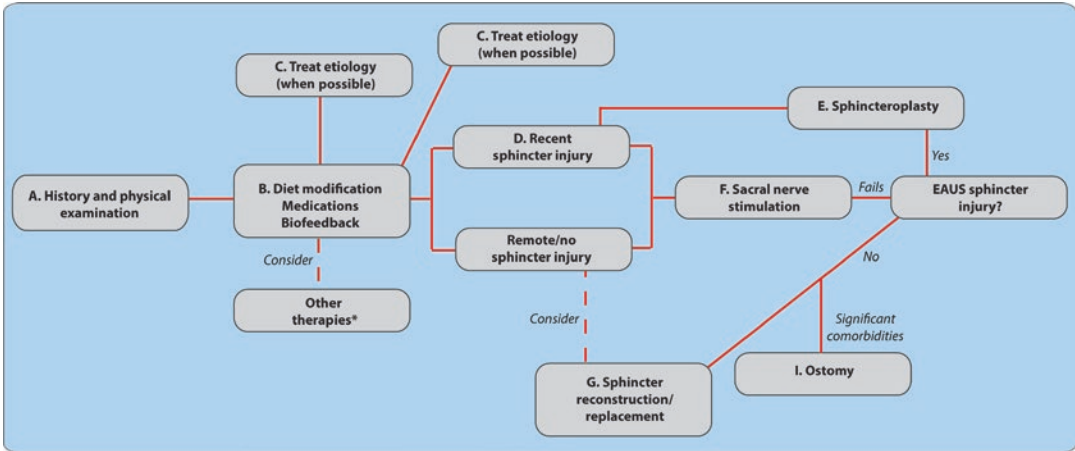 C. Treat etiology
(when possible)
C. Treat etiology
(when possible)
E. Sphincteroplasty
D. Recent
sphincter injury
Yes
A. History and physical
examination
B. Diet modification
Medications
Biofeedback
F. Sacral nerve
stimulation
Fails
EAUS sphincter
injury?
Remote/no
sphincter injury
Consider
No
Other
therapies*
Consider
Significant
comorbidities
G. Sphincter
reconstruction/
replacement
I. Ostomy